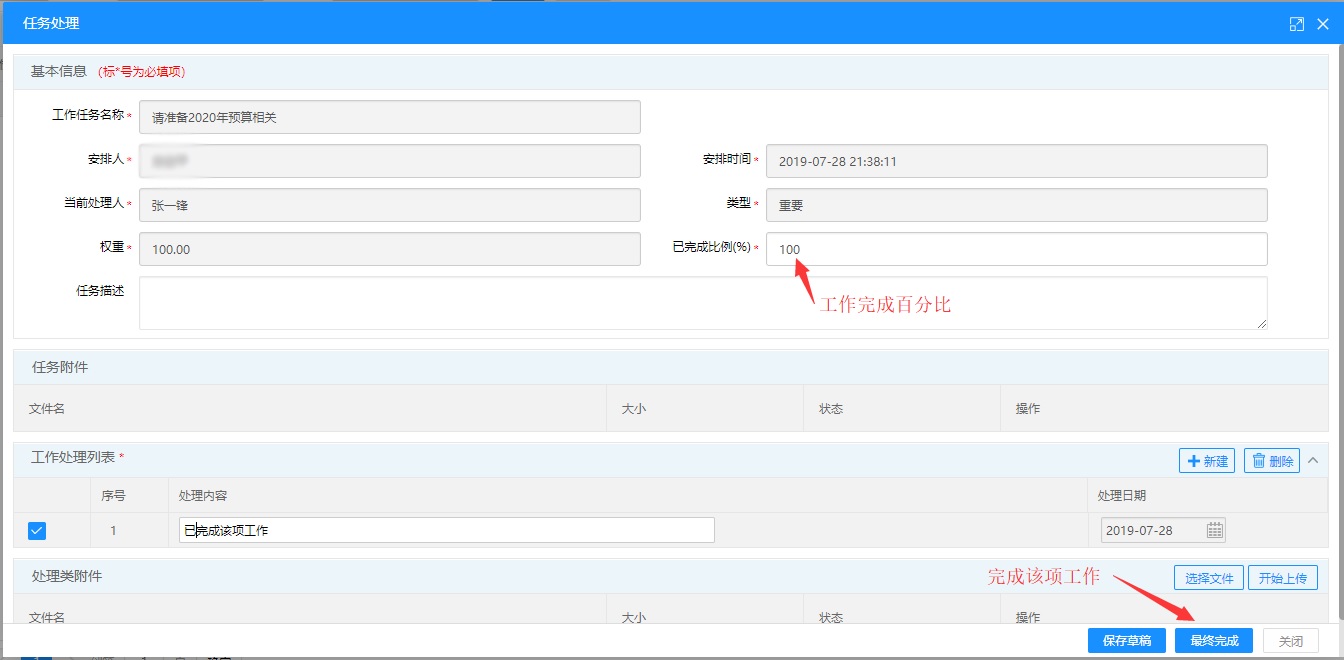 任务处理
基本信息 (标*号为必填项)
工作任务名称* 请准备2020年预算相关
安排人* 安排时间* 2019-07-28 21:38:11
当前处理人* 张一锋 类型* 重要
权重* 100.00 已完成比例(%)* 100
任务描述
工作完成百分比
任务附件
文件名 大小 状态 操作
工作处理列表* 新建 删除
序号 处理内容 处理日期
1 已完成该项工作 2019-07-28
处理类附件 完成该项工作 选择文件 开始上传
文件名 大小 状态 操作
保存草稿 最终完成 关闭